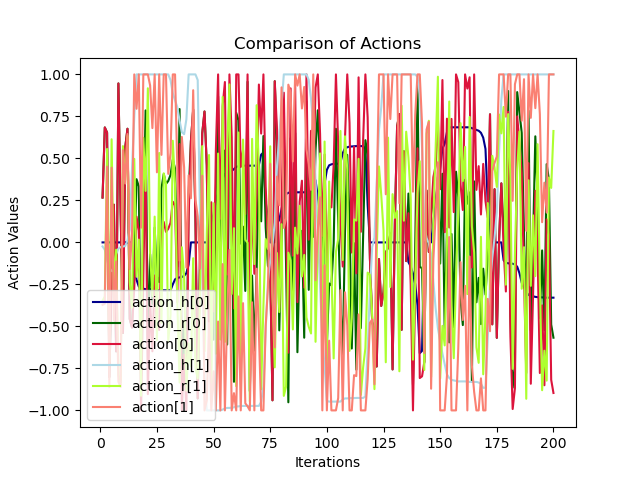 Comparison of Actions
Action Values
1.00
0.75
0.50
0.25
0.00
−0.25
−0.50
−0.75
−1.00
action_h[0]
action_r[0]
action[0]
action_h[1]
action_r[1]
action[1]
0 25 50 75 100 125 150 175 200
Iterations